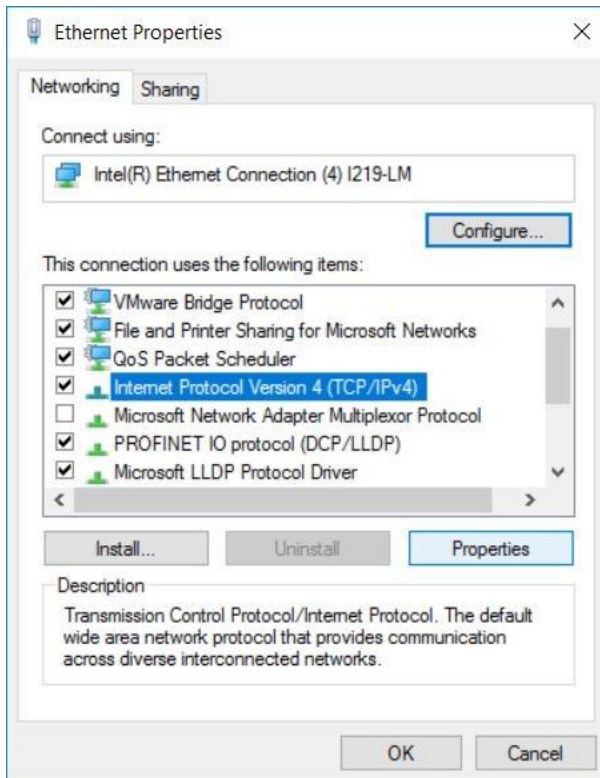 Ethernet Properties
Networking Sharing
Connect using:
Intel(R) Ethernet Connection (4) I219-LM
Configure...
This connection uses the following items:
VMware Bridge Protocol
File and Printer Sharing for Microsoft Networks
QoS Packet Scheduler
Internet Protocol Version 4 (TCP/IPv4)
Microsoft Network Adapter Multiplexor Protocol
PROFINET IO protocol (DCP/LLDP)
Microsoft LLDP Protocol Driver
Install... Uninstall Properties
Description
Transmission Control Protocol/Internet Protocol. The default
wide area network protocol that provides communication
across diverse interconnected networks.
OK Cancel